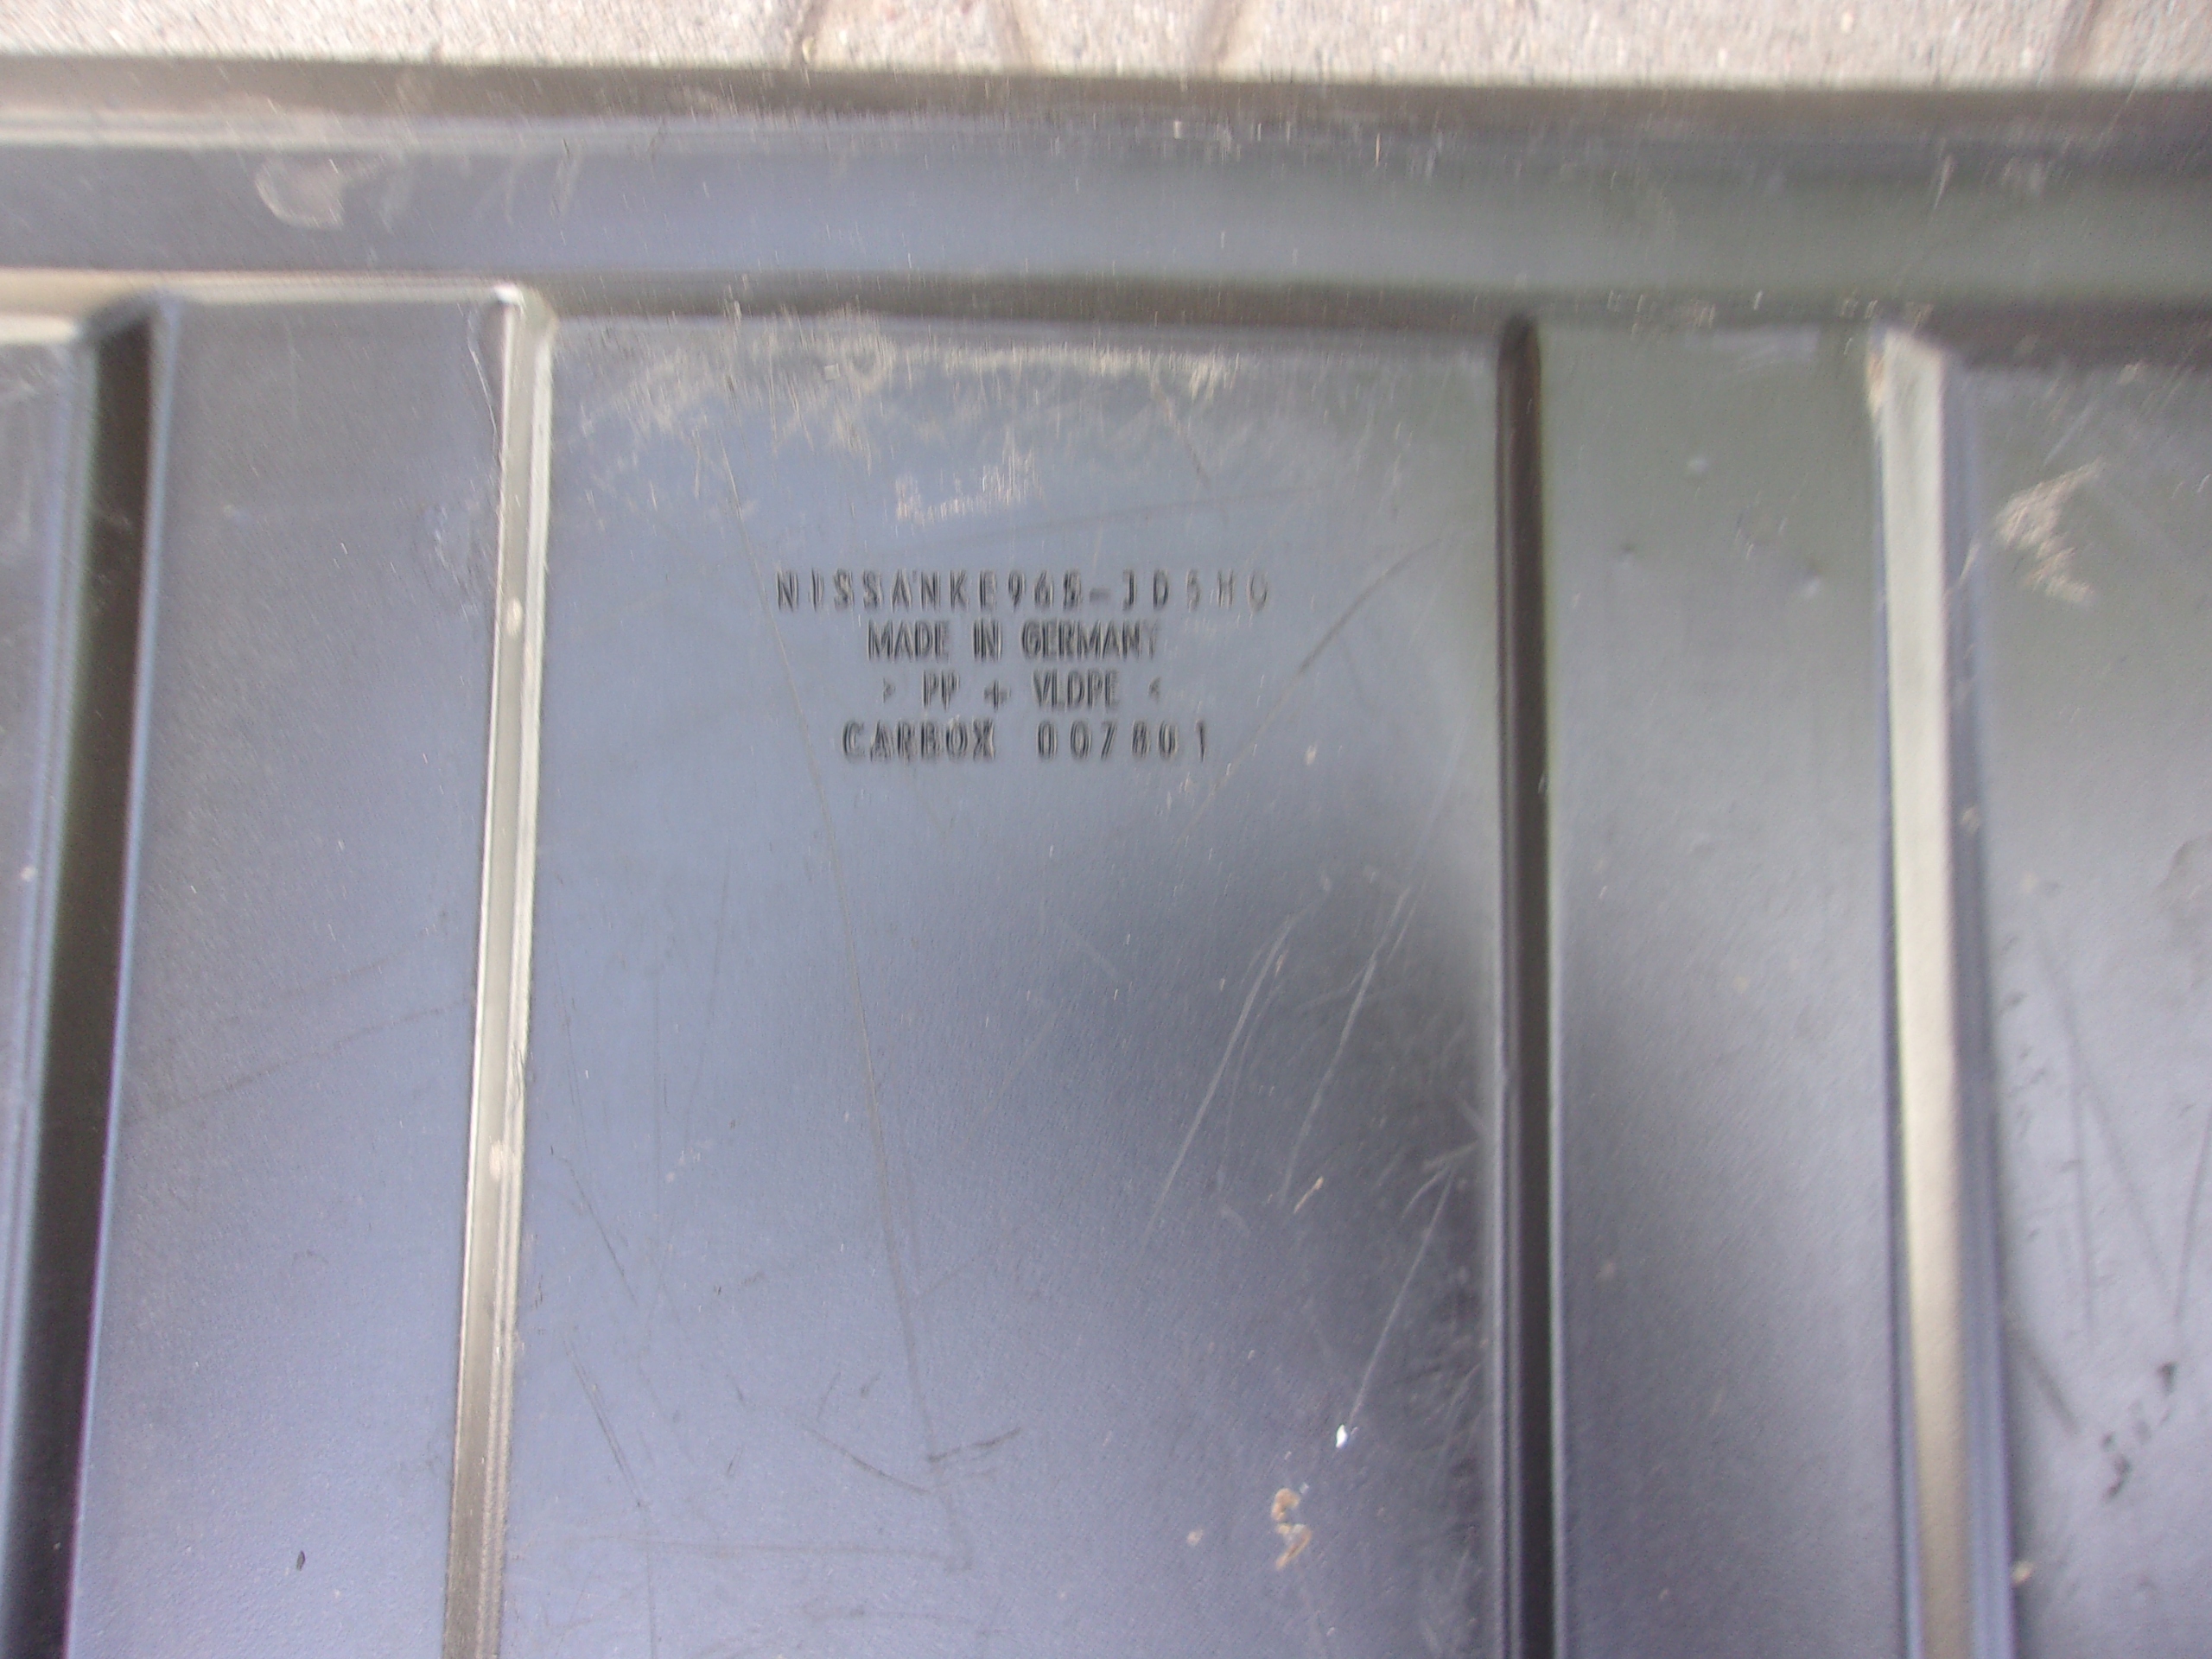 NISSANKE965-JD5H0
MADE IN GERMANY
> PP + VLDPE <
CARBOX 007801